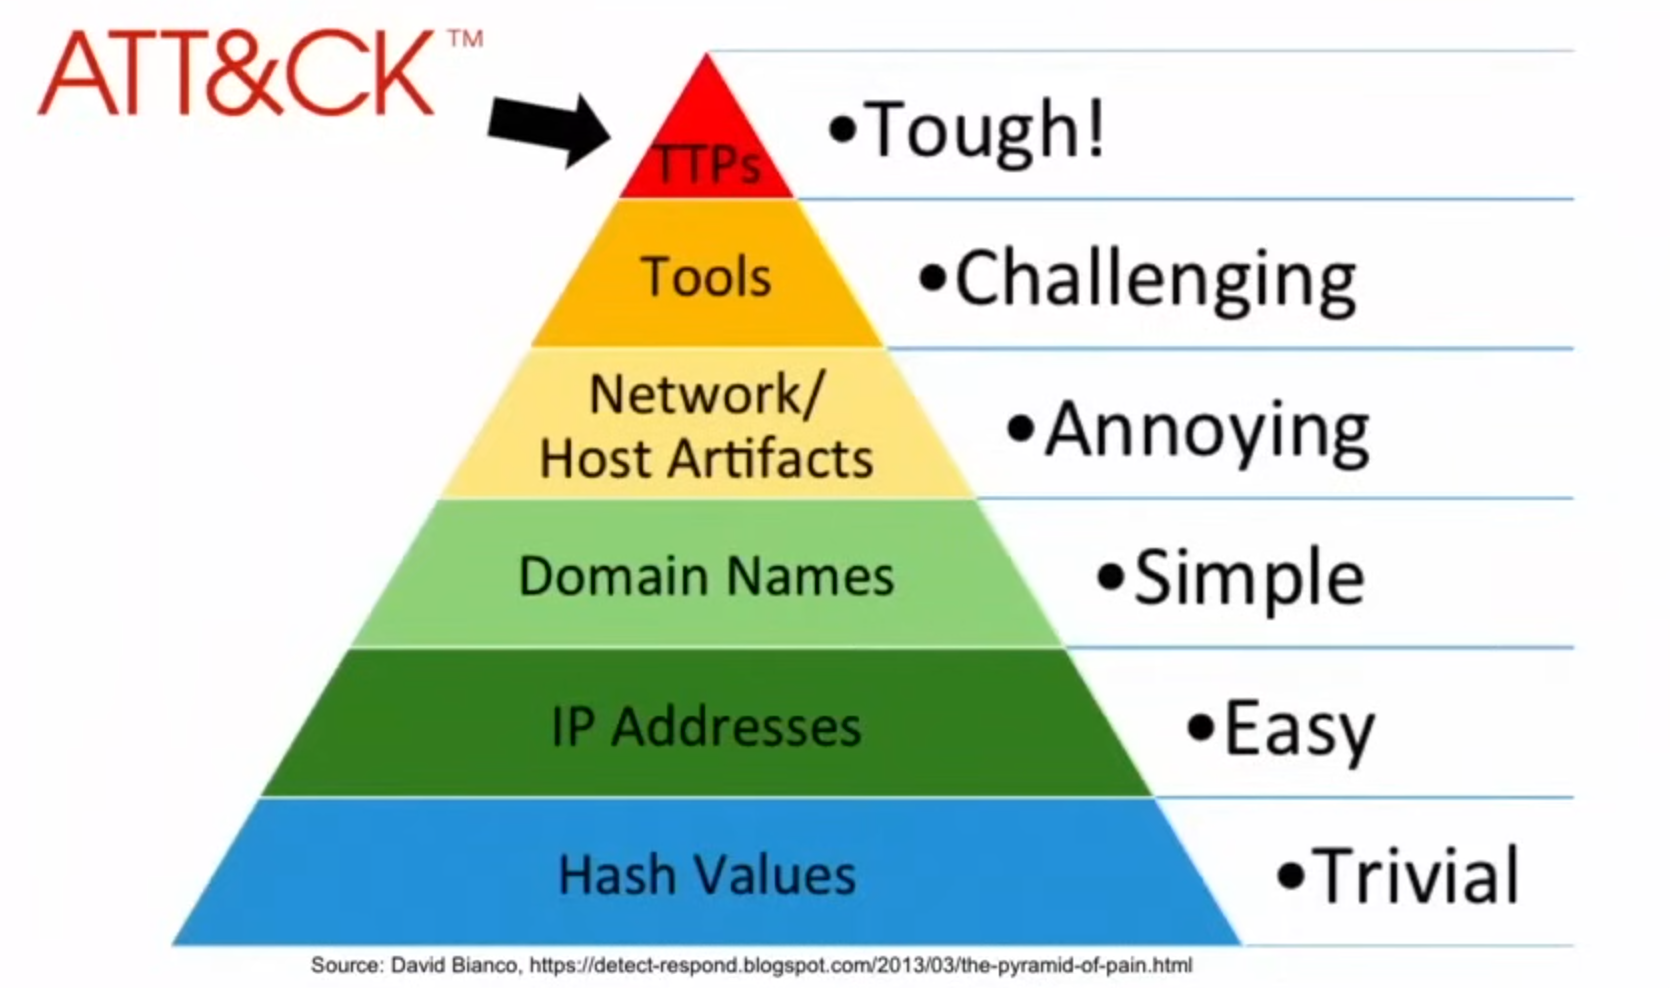 ATT&CK™
TTPs
•Tough!
Tools
•Challenging
Network/
Host Artifacts
•Annoying
Domain Names
•Simple
IP Addresses
•Easy
Hash Values
•Trivial
Source: David Bianco, https://detect-respond.blogspot.com/2013/03/the-pyramid-of-pain.html